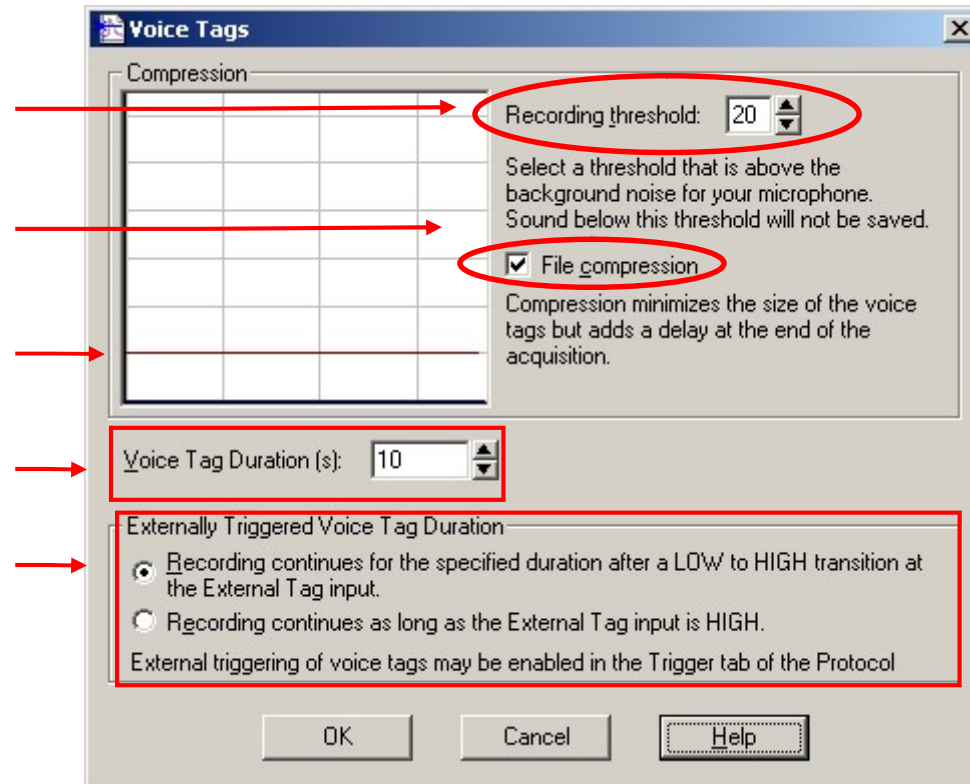 Voice Tags
Compression
Recording threshold: 20
Select a threshold that is above the
background noise for your microphone.
Sound below this threshold will not be saved.
File compression
Compression minimizes the size of the voice
tags but adds a delay at the end of the
acquisition.
Voice Tag Duration (s): 10
Externally Triggered Voice Tag Duration
Recording continues for the specified duration after a LOW to HIGH transition at
the External Tag input.
Recording continues as long as the External Tag input is HIGH.
External triggering of voice tags may be enabled in the Trigger tab of the Protocol
OK Cancel Help